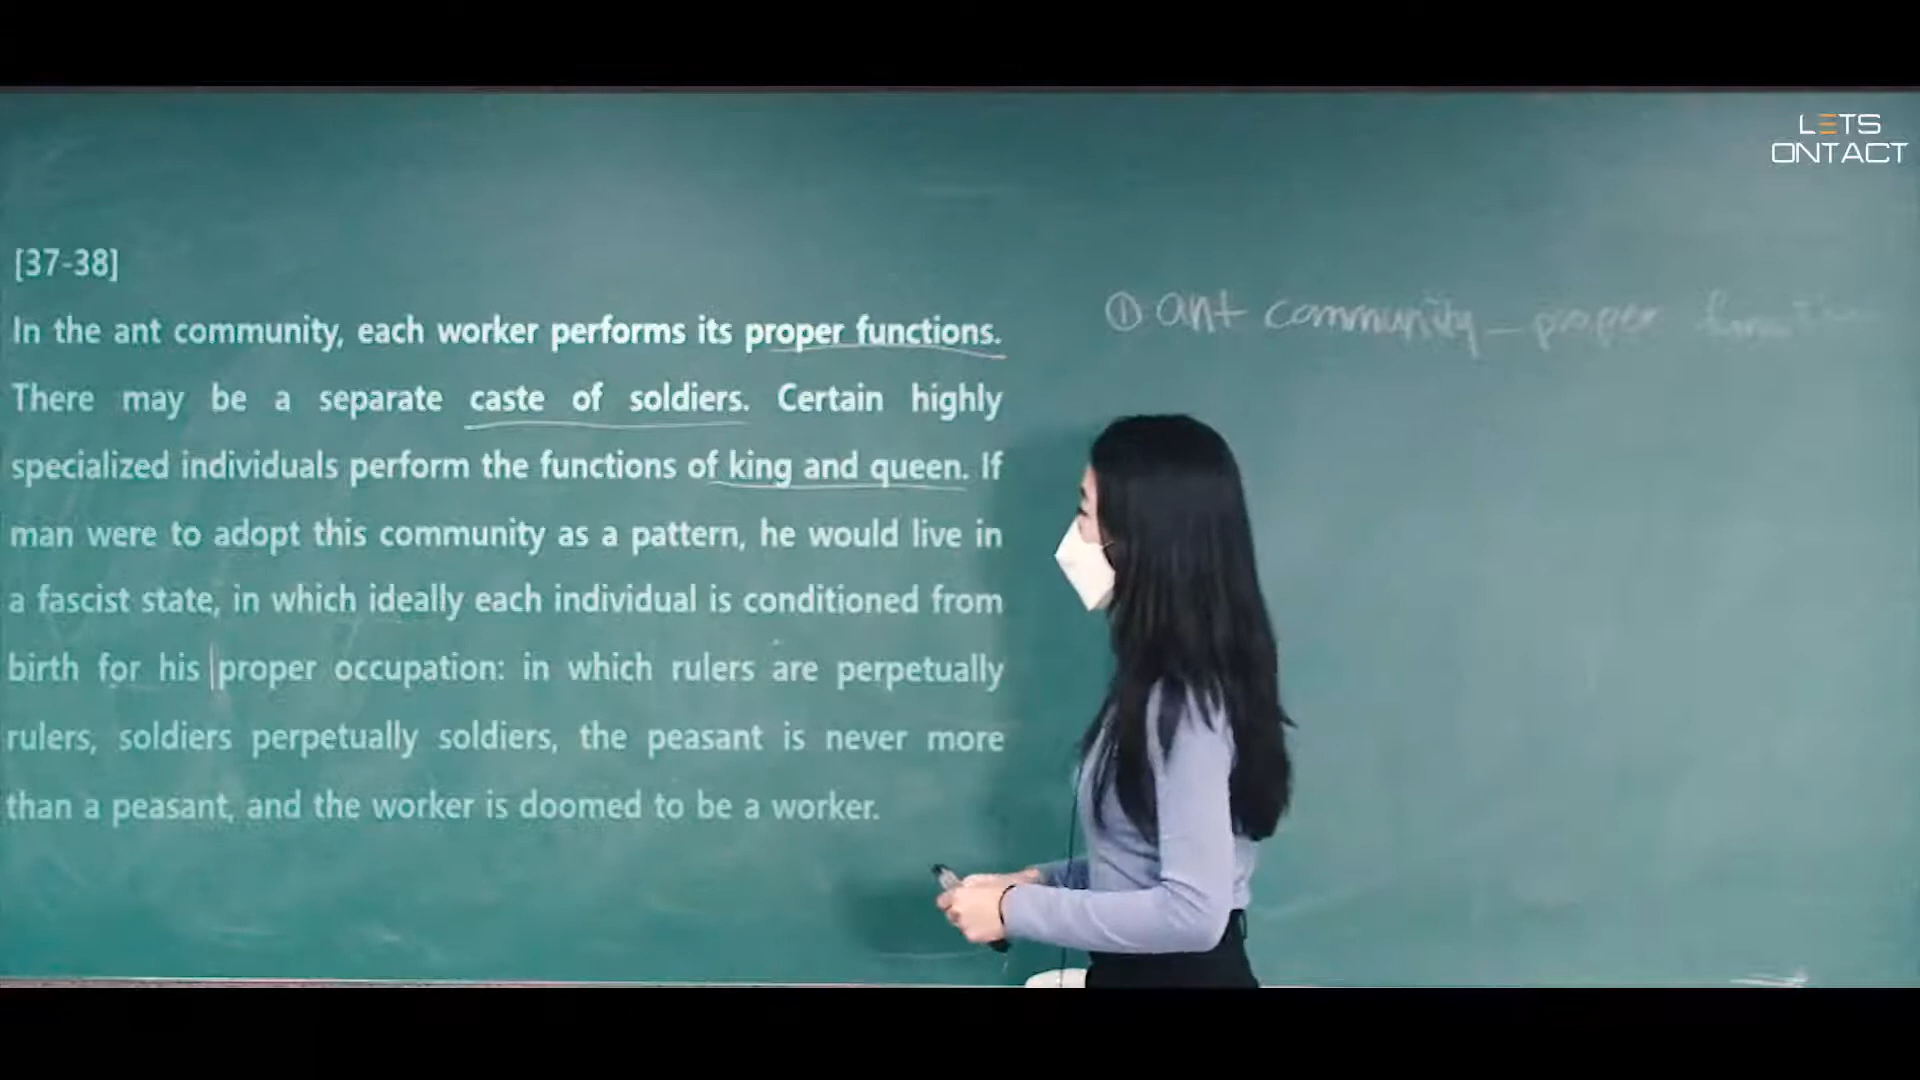 LETS
ONTACT
[37-38]
In the ant community, each worker performs its proper functions.
There may be a separate caste of soldiers. Certain highly
specialized individuals perform the functions of king and queen. If
man were to adopt this community as a pattern, he would live in
a fascist state, in which ideally each individual is conditioned from
birth for his proper occupation: in which rulers are perpetually
rulers, soldiers perpetually soldiers, the peasant is never more
than a peasant, and the worker is doomed to be a worker.
① ant community - proper